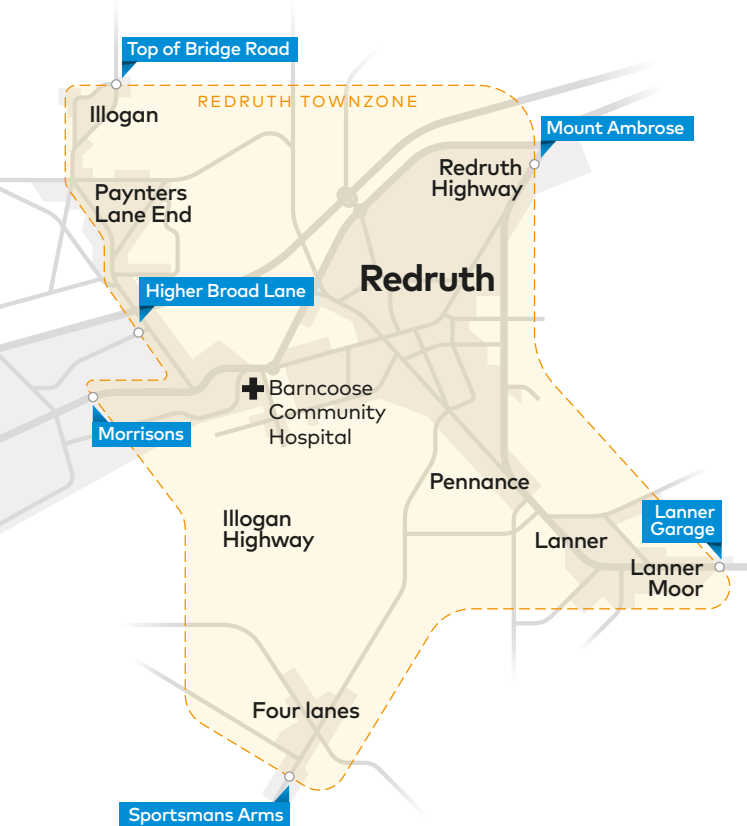 Top of Bridge Road
REDRUTH TOWNZONE
Illogan
Mount Ambrose
Redruth
Highway
Paynters
Lane End
Redruth
Higher Broad Lane
Barncoose
Community
Hospital
Morrisons
Pennance
Illogan
Highway
Lanner
Garage
Lanner
Lanner
Moor
Four lanes
Sportsmans Arms